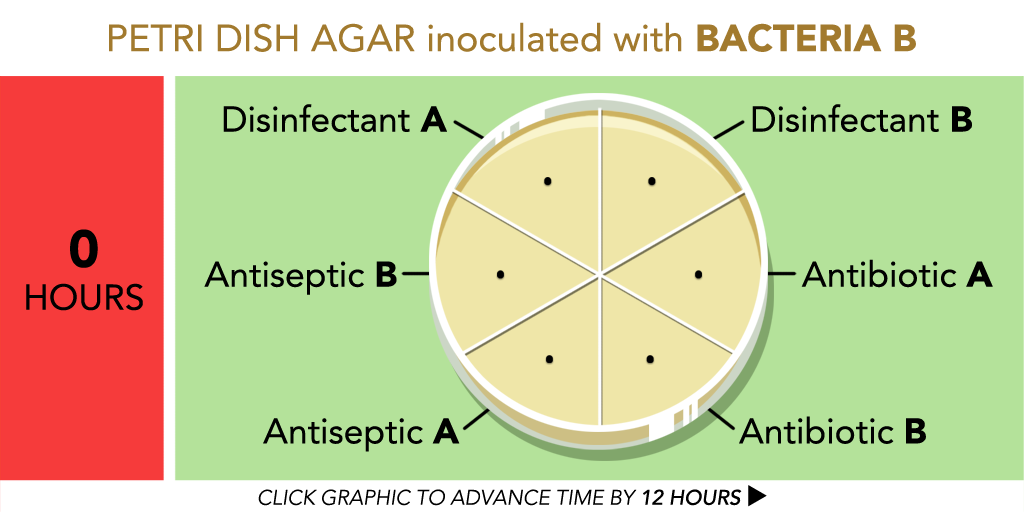 PETRI DISH AGAR inoculated with BACTERIA B
0
HOURS
Disinfectant A
Disinfectant B
Antiseptic B
Antibiotic A
Antiseptic A
Antibiotic B
CLICK GRAPHIC TO ADVANCE TIME BY 12 HOURS ▶